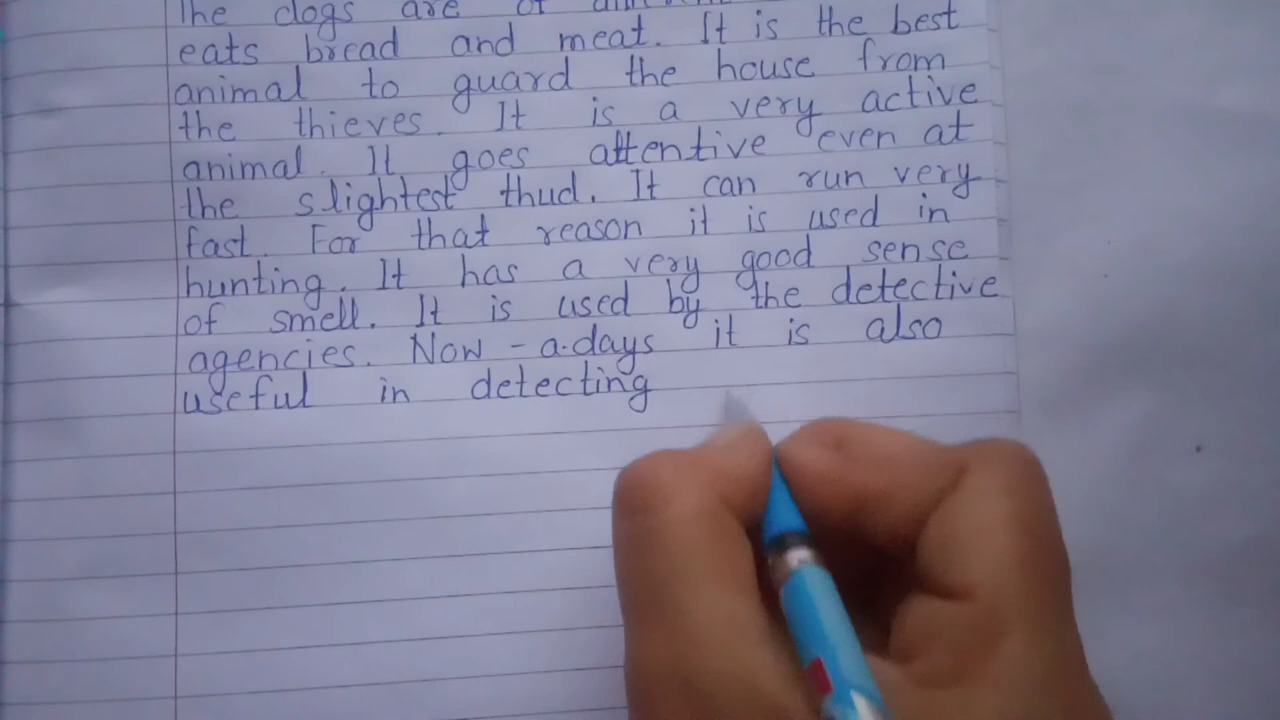 The dogs are of
eats bread and meat. It is the best
animal to guard the house from
the thieves. It is a very active
animal. It goes attentive even at
the slightest thud. It can run very
fast. For that reason it is used in
hunting. It has a very good sense
of smell. It is used by the detective
agencies. Now-a-days it is also
useful in detecting